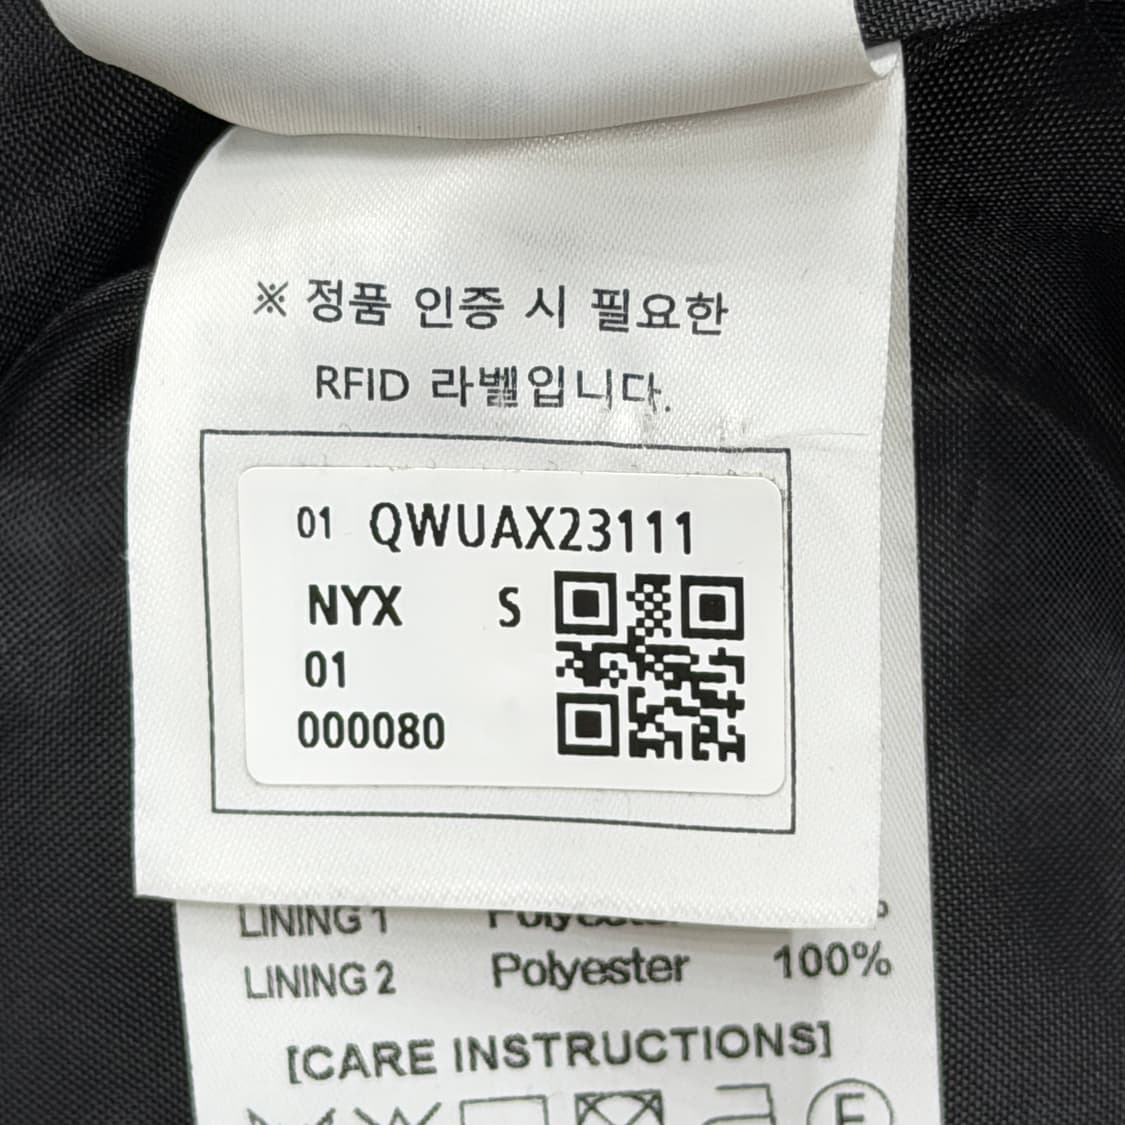 ※ 정품 인증 시 필요한
RFID 라벨입니다.
01 QWUAX23111
NYX S
01
000080
LINING 1 Polyester
LINING 2 Polyester 100%
[CARE INSTRUCTIONS]
F